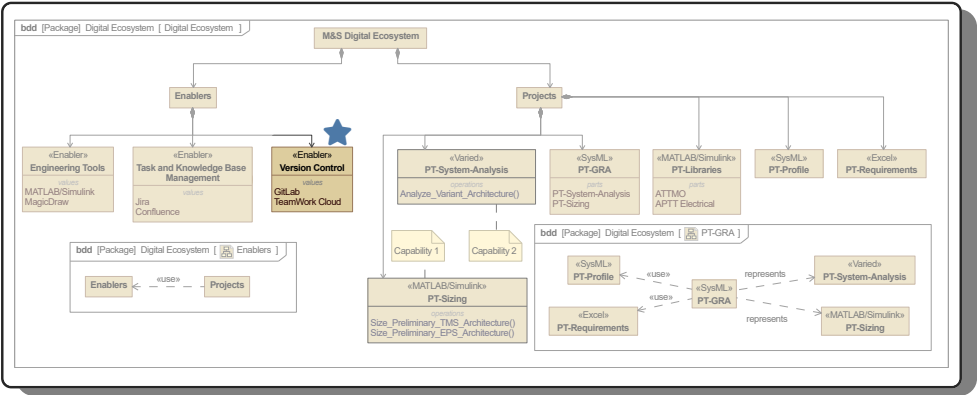 bdd [Package] Digital Ecosystem [ Digital Ecosystem ]
M&S Digital Ecosystem
Enablers
Projects
«Enabler»
Engineering Tools
values
MATLAB/Simulink
MagicDraw
«Enabler»
Task and Knowledge Base
Management
values
Jira
Confluence
«Enabler»
Version Control
values
GitLab
TeamWork Cloud
«Varied»
PT-System-Analysis
operations
Analyze_Variant_Architecture()
«SysML»
PT-GRA
parts
PT-System-Analysis
PT-Sizing
«MATLAB/Simulink»
PT-Libraries
parts
ATTMO
APTT Electrical
«SysML»
PT-Profile
«Excel»
PT-Requirements
Capability 1
Capability 2
«MATLAB/Simulink»
PT-Sizing
operations
Size_Preliminary_TMS_Architecture()
Size_Preliminary_EPS_Architecture()
bdd [Package] Digital Ecosystem [ Enablers ]
Enablers
«use»
Projects
bdd [Package] Digital Ecosystem [ PT-GRA ]
«SysML»
PT-Profile
«use»
«Excel»
PT-Requirements
«use»
«SysML»
PT-GRA
represents
«Varied»
PT-System-Analysis
represents
«MATLAB/Simulink»
PT-Sizing